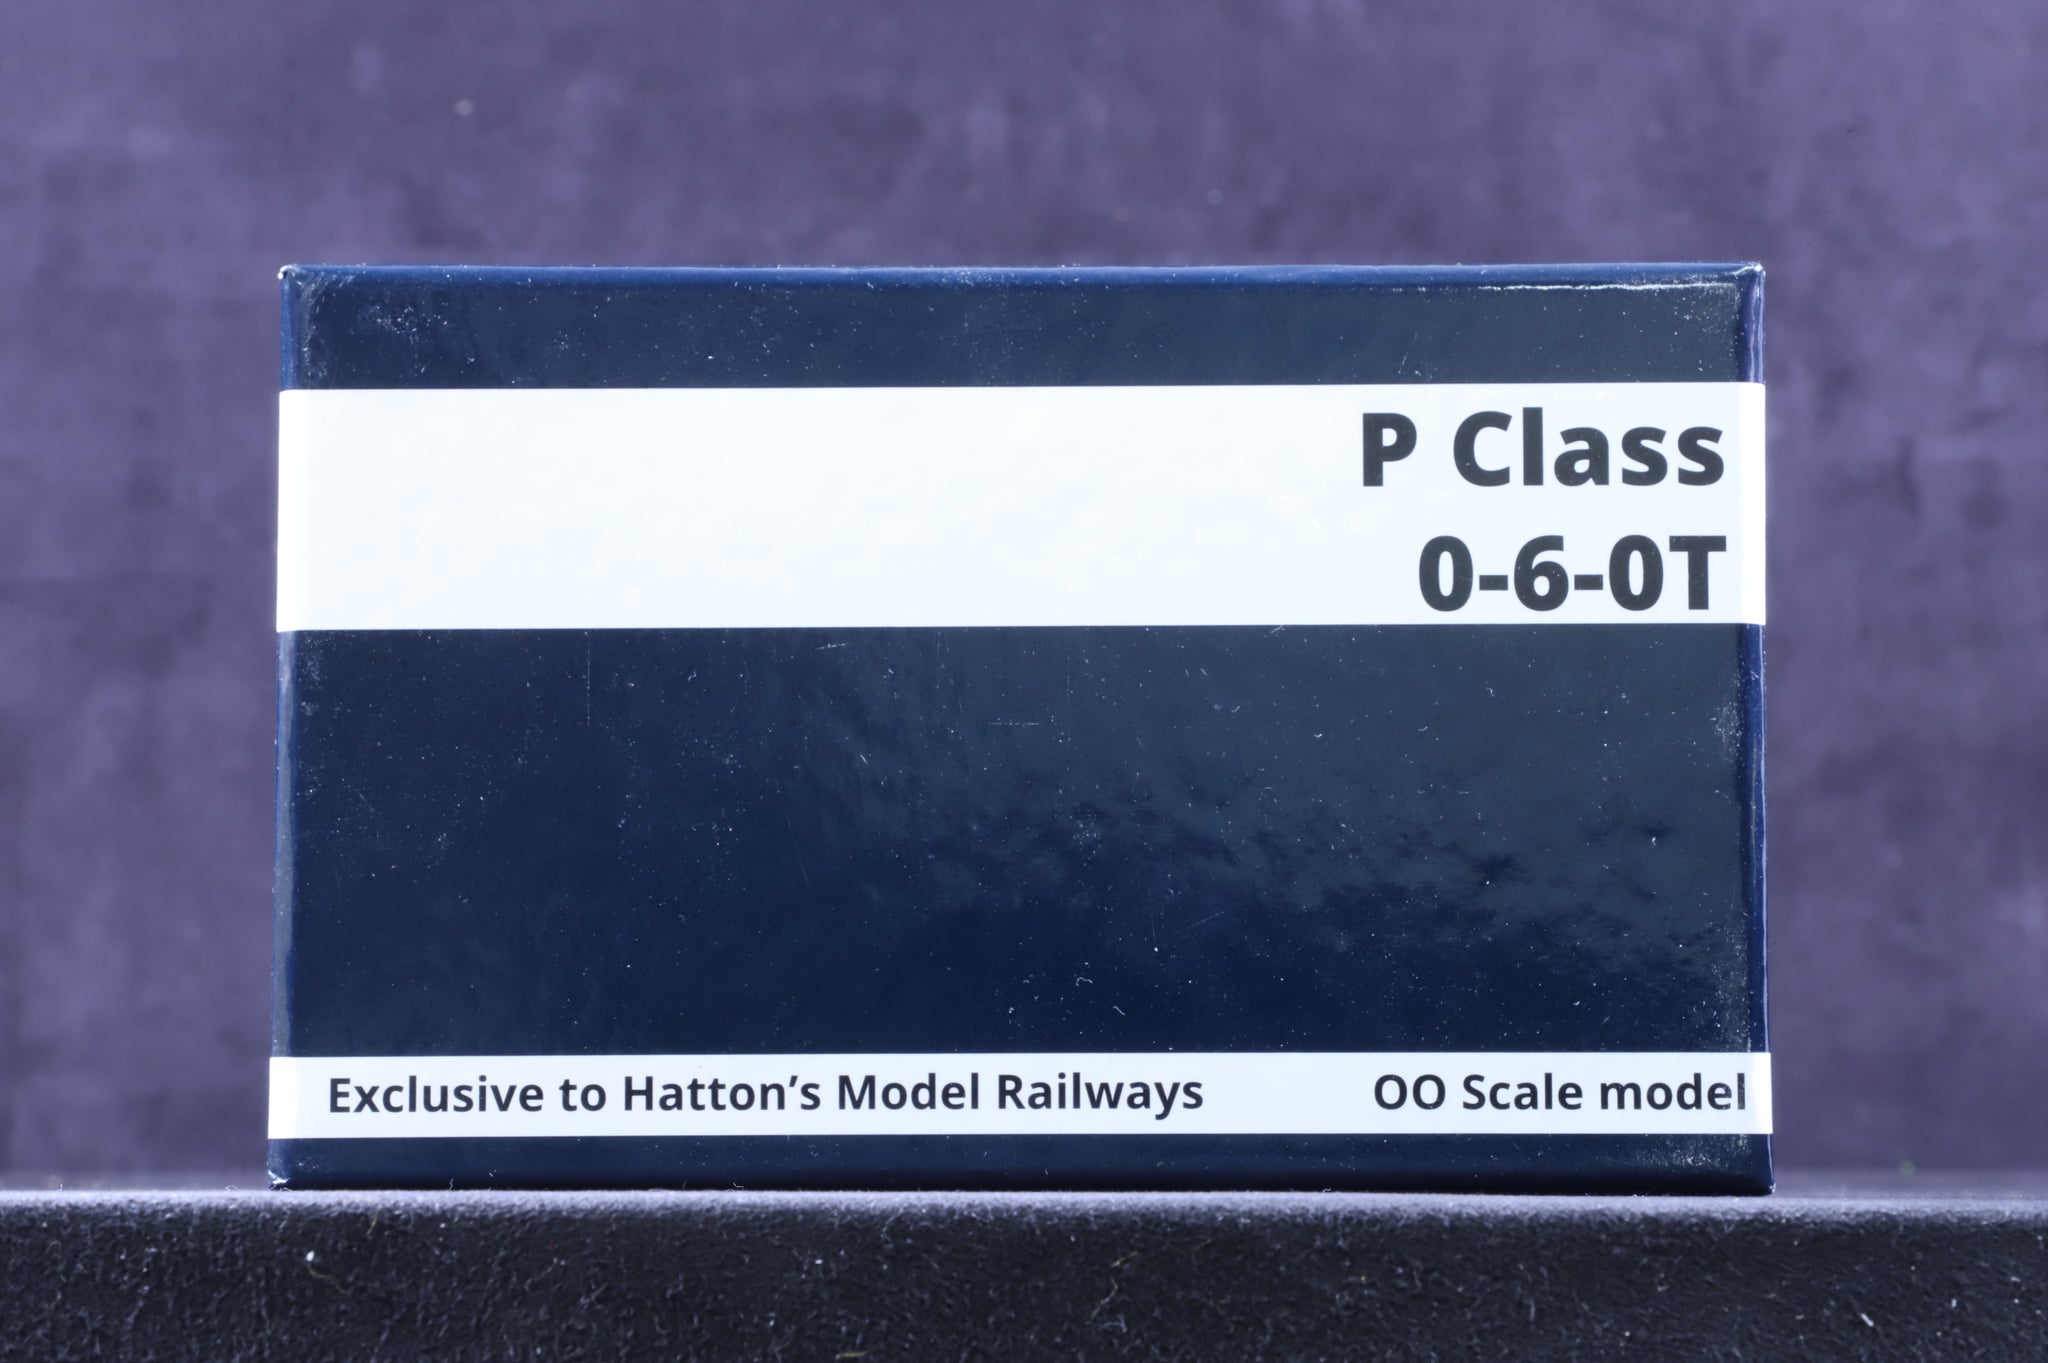 P Class
0-6-0T
Exclusive to Hatton’s Model Railways OO Scale model